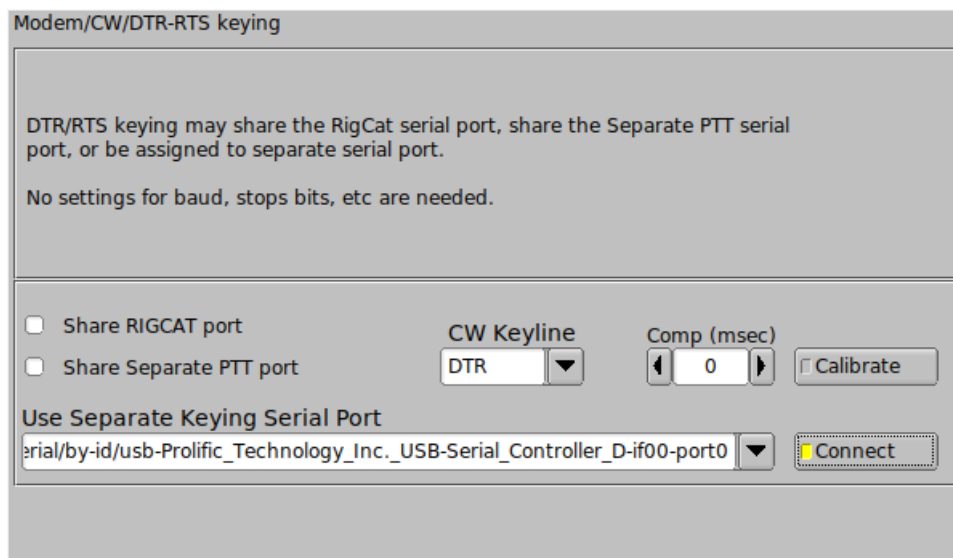 Modem/CW/DTR-RTS keying
DTR/RTS keying may share the RigCat serial port, share the Separate PTT serial
port, or be assigned to separate serial port.
No settings for baud, stops bits, etc are needed.
Share RIGCAT port
CW Keyline
Comp (msec)
Share Separate PTT port
DTR
0
Calibrate
Use Separate Keying Serial Port
erial/by-id/usb-Prolific_Technology_Inc._USB-Serial_Controller_D-if00-port0
Connect